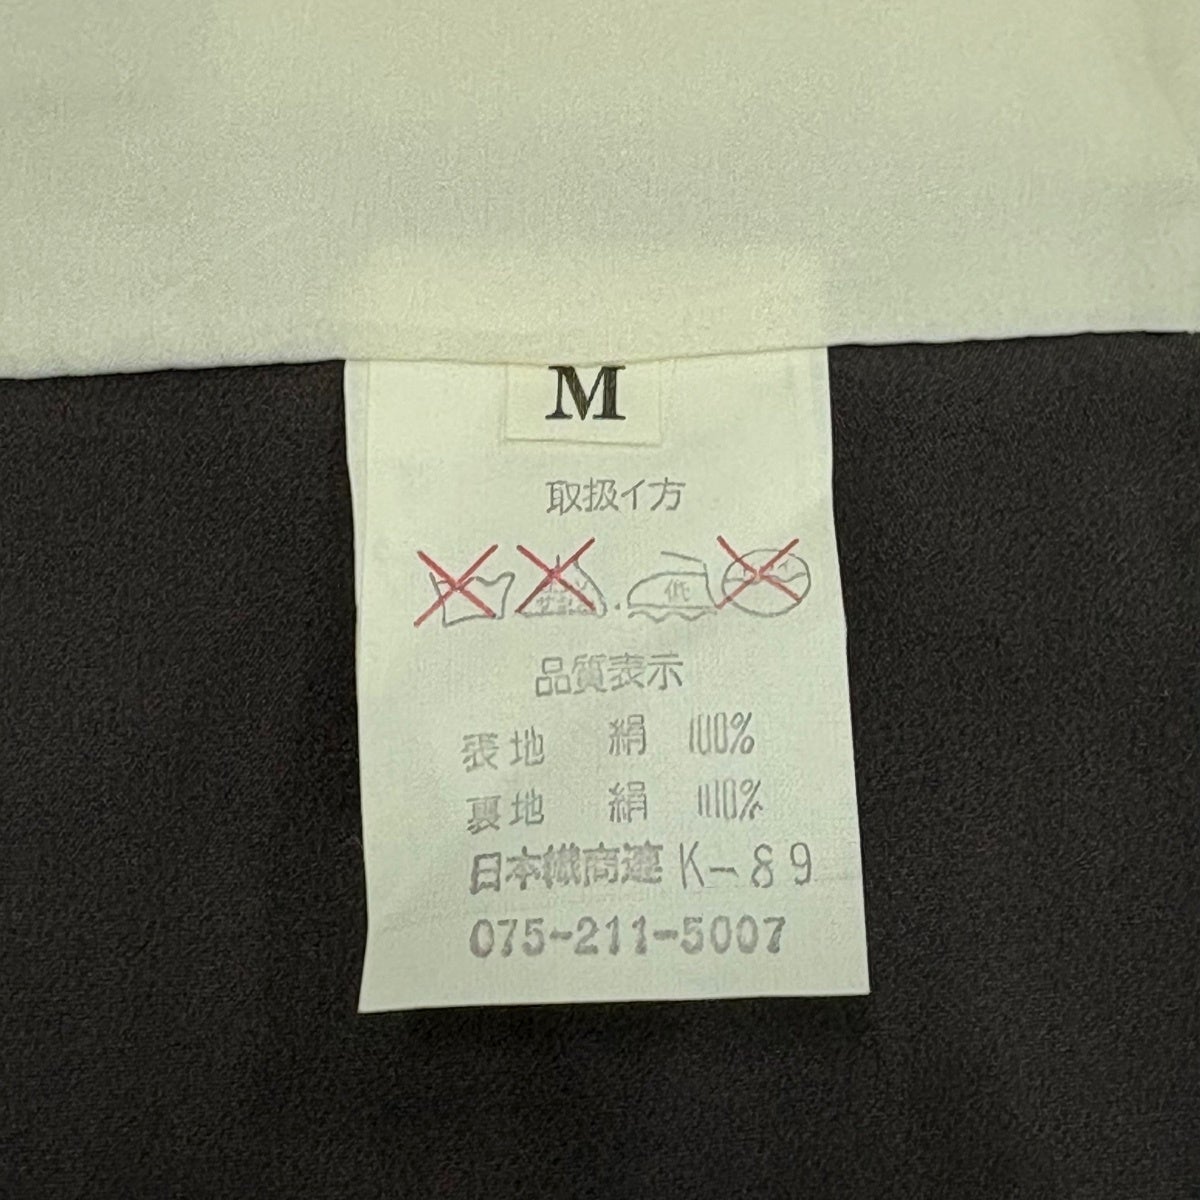 M
取扱イ方
低
品質表示
表地 絹 100%
裏地 絹 100%
日本織商連 K-89
075-211-5007